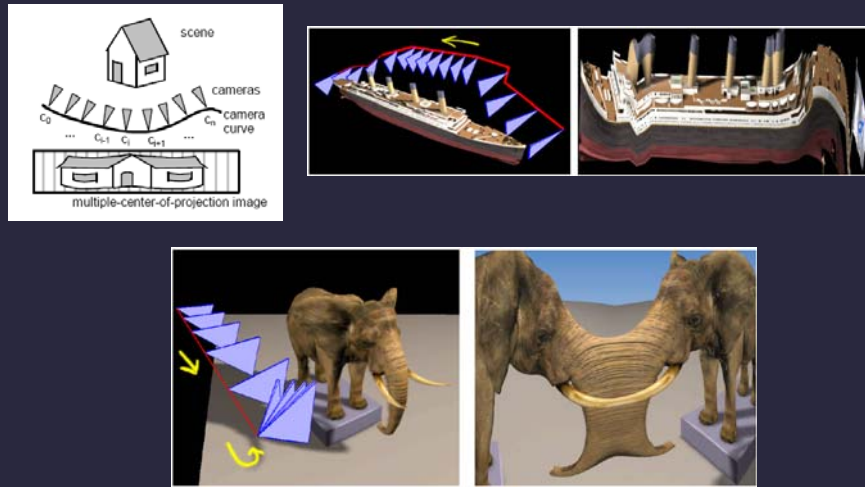 scene
cameras
camera
curve
C0
...
Ci-1
Ci
Ci+1
...
Cn
multiple-center-of-projection image